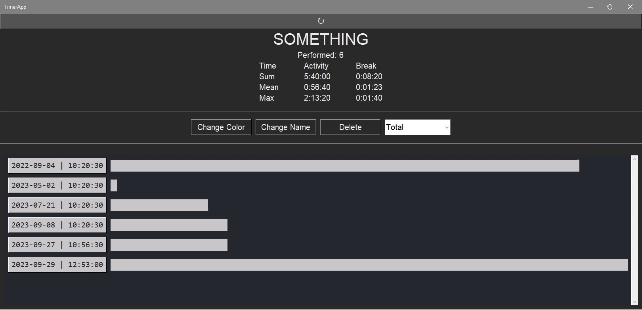 Time App
SOMETHING
Performed: 6
Time Activity Break
Sum 5:40:00 0:08:20
Mean 0:56:40 0:01:23
Max 2:13:20 0:01:40
Change Color Change Name Delete Total
2022-09-04 | 10:20:30
2023-05-02 | 10:20:30
2023-07-21 | 10:20:30
2023-09-08 | 10:20:30
2023-09-27 | 10:56:30
2023-09-29 | 12:53:00